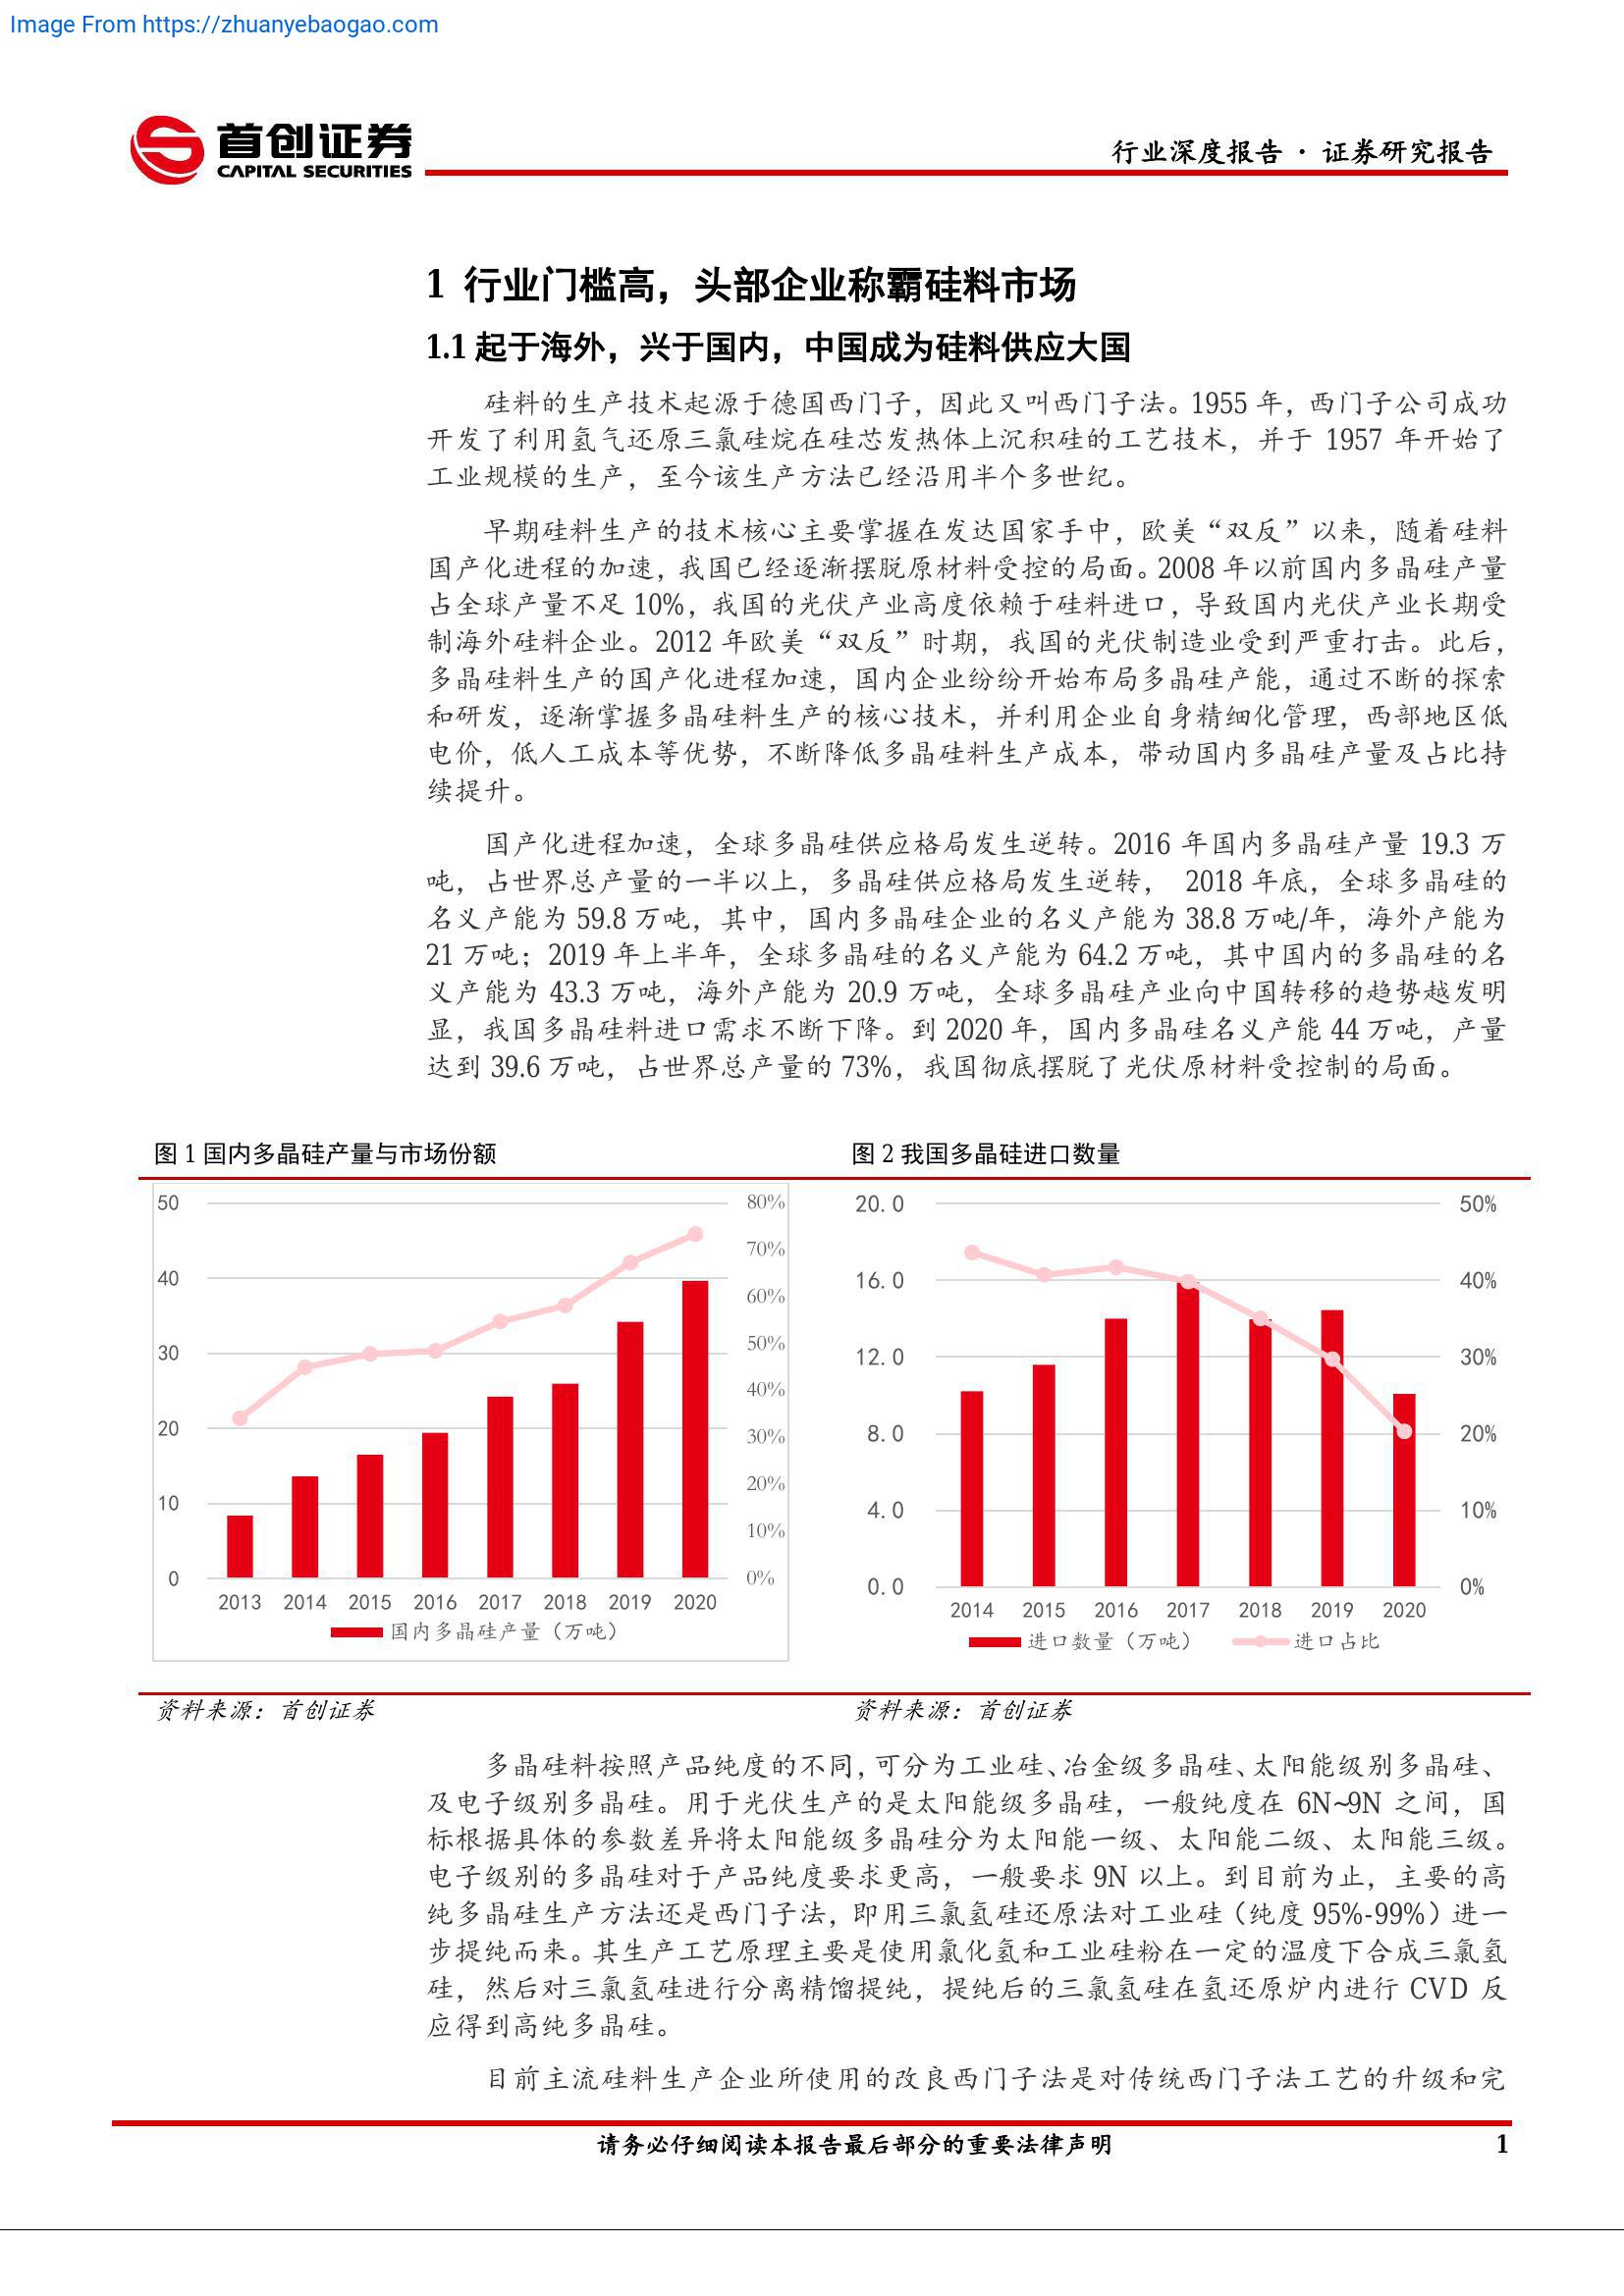 Image From https://zhuanyebaogao.com
首创证券
CAPITAL SECURITIES
行业深度报告 · 证券研究报告
1 行业门槛高，头部企业称霸硅料市场
1.1 起于海外，兴于国内，中国成为硅料供应大国
硅料的生产技术起源于德国西门子，因此又叫西门子法。1955 年，西门子公司成功
开发了利用氢气还原三氯硅烷在硅芯发热体上沉积硅的工艺技术，并于 1957 年开始了
工业规模的生产，至今该生产方法已经沿用半个多世纪。
早期硅料生产的技术核心主要掌握在发达国家手中，欧美“双反”以来，随着硅料
国产化进程的加速，我国已经逐渐摆脱原材料受控的局面。2008 年以前国内多晶硅产量
占全球产量不足 10%，我国的光伏产业高度依赖于硅料进口，导致国内光伏产业长期受
制海外硅料企业。2012 年欧美“双反”时期，我国的光伏制造业受到严重打击。此后，
多晶硅料生产的国产化进程加速，国内企业纷纷开始布局多晶硅产能，通过不断的探索
和研发，逐渐掌握多晶硅料生产的核心技术，并利用企业自身精细化管理，西部地区低
电价，低人工成本等优势，不断降低多晶硅料生产成本，带动国内多晶硅产量及占比持
续提升。
国产化进程加速，全球多晶硅供应格局发生逆转。2016 年国内多晶硅产量 19.3 万
吨，占世界总产量的一半以上，多晶硅供应格局发生逆转， 2018 年底，全球多晶硅的
名义产能为 59.8 万吨，其中，国内多晶硅企业的名义产能为 38.8 万吨/年，海外产能为
21 万吨；2019 年上半年，全球多晶硅的名义产能为 64.2 万吨，其中国内的多晶硅的名
义产能为 43.3 万吨，海外产能为 20.9 万吨，全球多晶硅产业向中国转移的趋势越发明
显，我国多晶硅料进口需求不断下降。到 2020 年，国内多晶硅名义产能 44 万吨，产量
达到 39.6 万吨，占世界总产量的 73%，我国彻底摆脱了光伏原材料受控制的局面。
图 1 国内多晶硅产量与市场份额
50
40
30
20
10
0
80%
70%
60%
50%
40%
30%
20%
10%
0%
2013 2014 2015 2016 2017 2018 2019 2020
国内多晶硅产量（万吨）
资料来源：首创证券
图 2 我国多晶硅进口数量
20.0
16.0
12.0
8.0
4.0
0.0
50%
40%
30%
20%
10%
0%
2014 2015 2016 2017 2018 2019 2020
进口数量（万吨） 进口占比
资料来源：首创证券
多晶硅料按照产品纯度的不同，可分为工业硅、冶金级多晶硅、太阳能级别多晶硅、
及电子级别多晶硅。用于光伏生产的是太阳能级多晶硅，一般纯度在 6N~9N 之间，国
标根据具体的参数差异将太阳能级多晶硅分为太阳能一级、太阳能二级、太阳能三级。
电子级别的多晶硅对于产品纯度要求更高，一般要求 9N 以上。到目前为止，主要的高
纯多晶硅生产方法还是西门子法，即用三氯氢硅还原法对工业硅（纯度 95%-99%）进一
步提纯而来。其生产工艺原理主要是使用氯化氢和工业硅粉在一定的温度下合成三氯氢
硅，然后对三氯氢硅进行分离精馏提纯，提纯后的三氯氢硅在氢还原炉内进行 CVD 反
应得到高纯多晶硅。
目前主流硅料生产企业所使用的改良西门子法是对传统西门子法工艺的升级和完
请务必仔细阅读本报告最后部分的重要法律声明
1